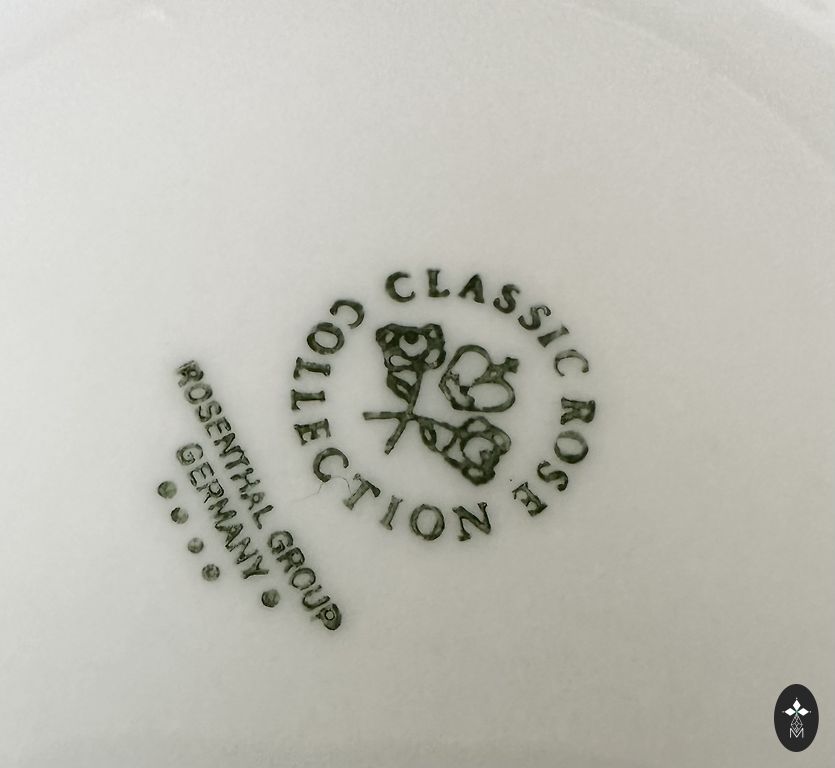 CLASSIC ROSE COLLECTION
ROSENTHAL GROUP
GERMANY
M